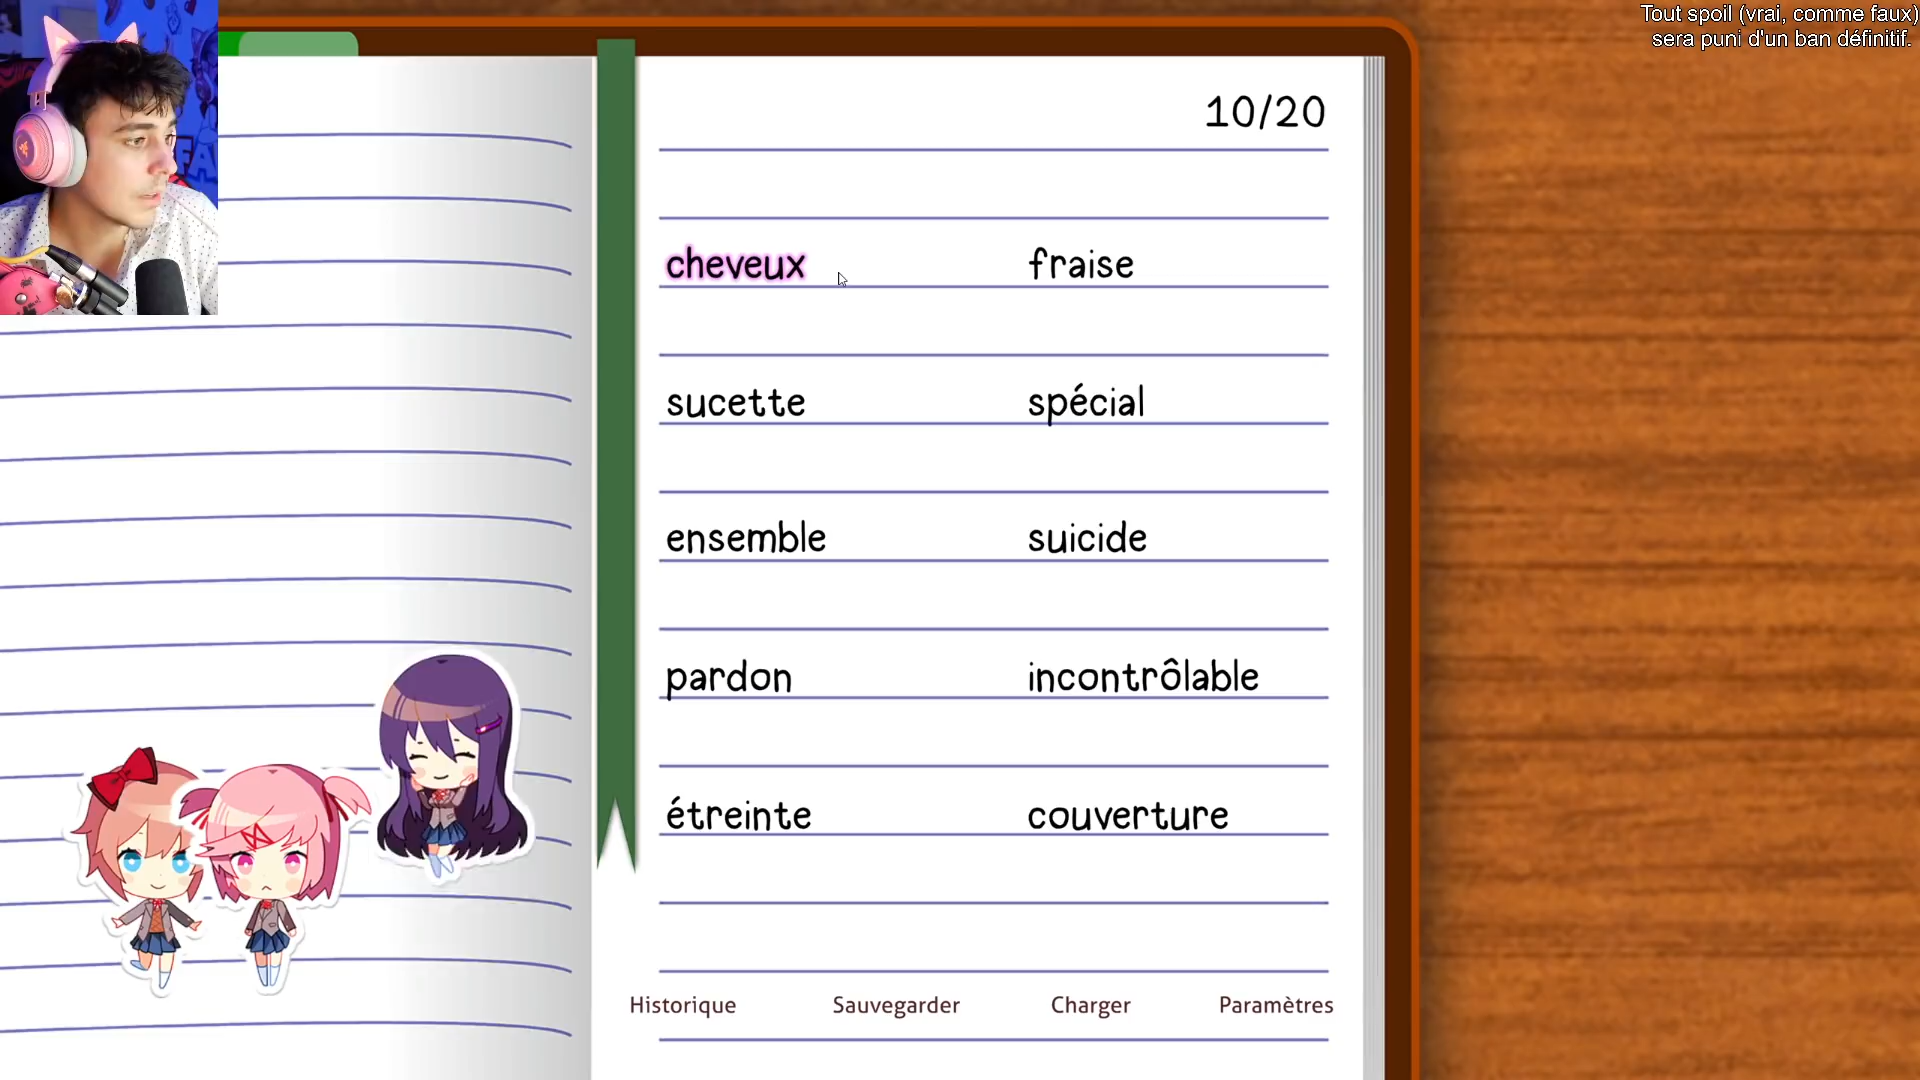 Tout spoil (vrai, comme faux)
sera puni d'un ban définitif.
10/20
cheveux fraise
sucette spécial
ensemble suicide
pardon incontrôlable
étreinte couverture
Historique Sauvegarder Charger Paramètres